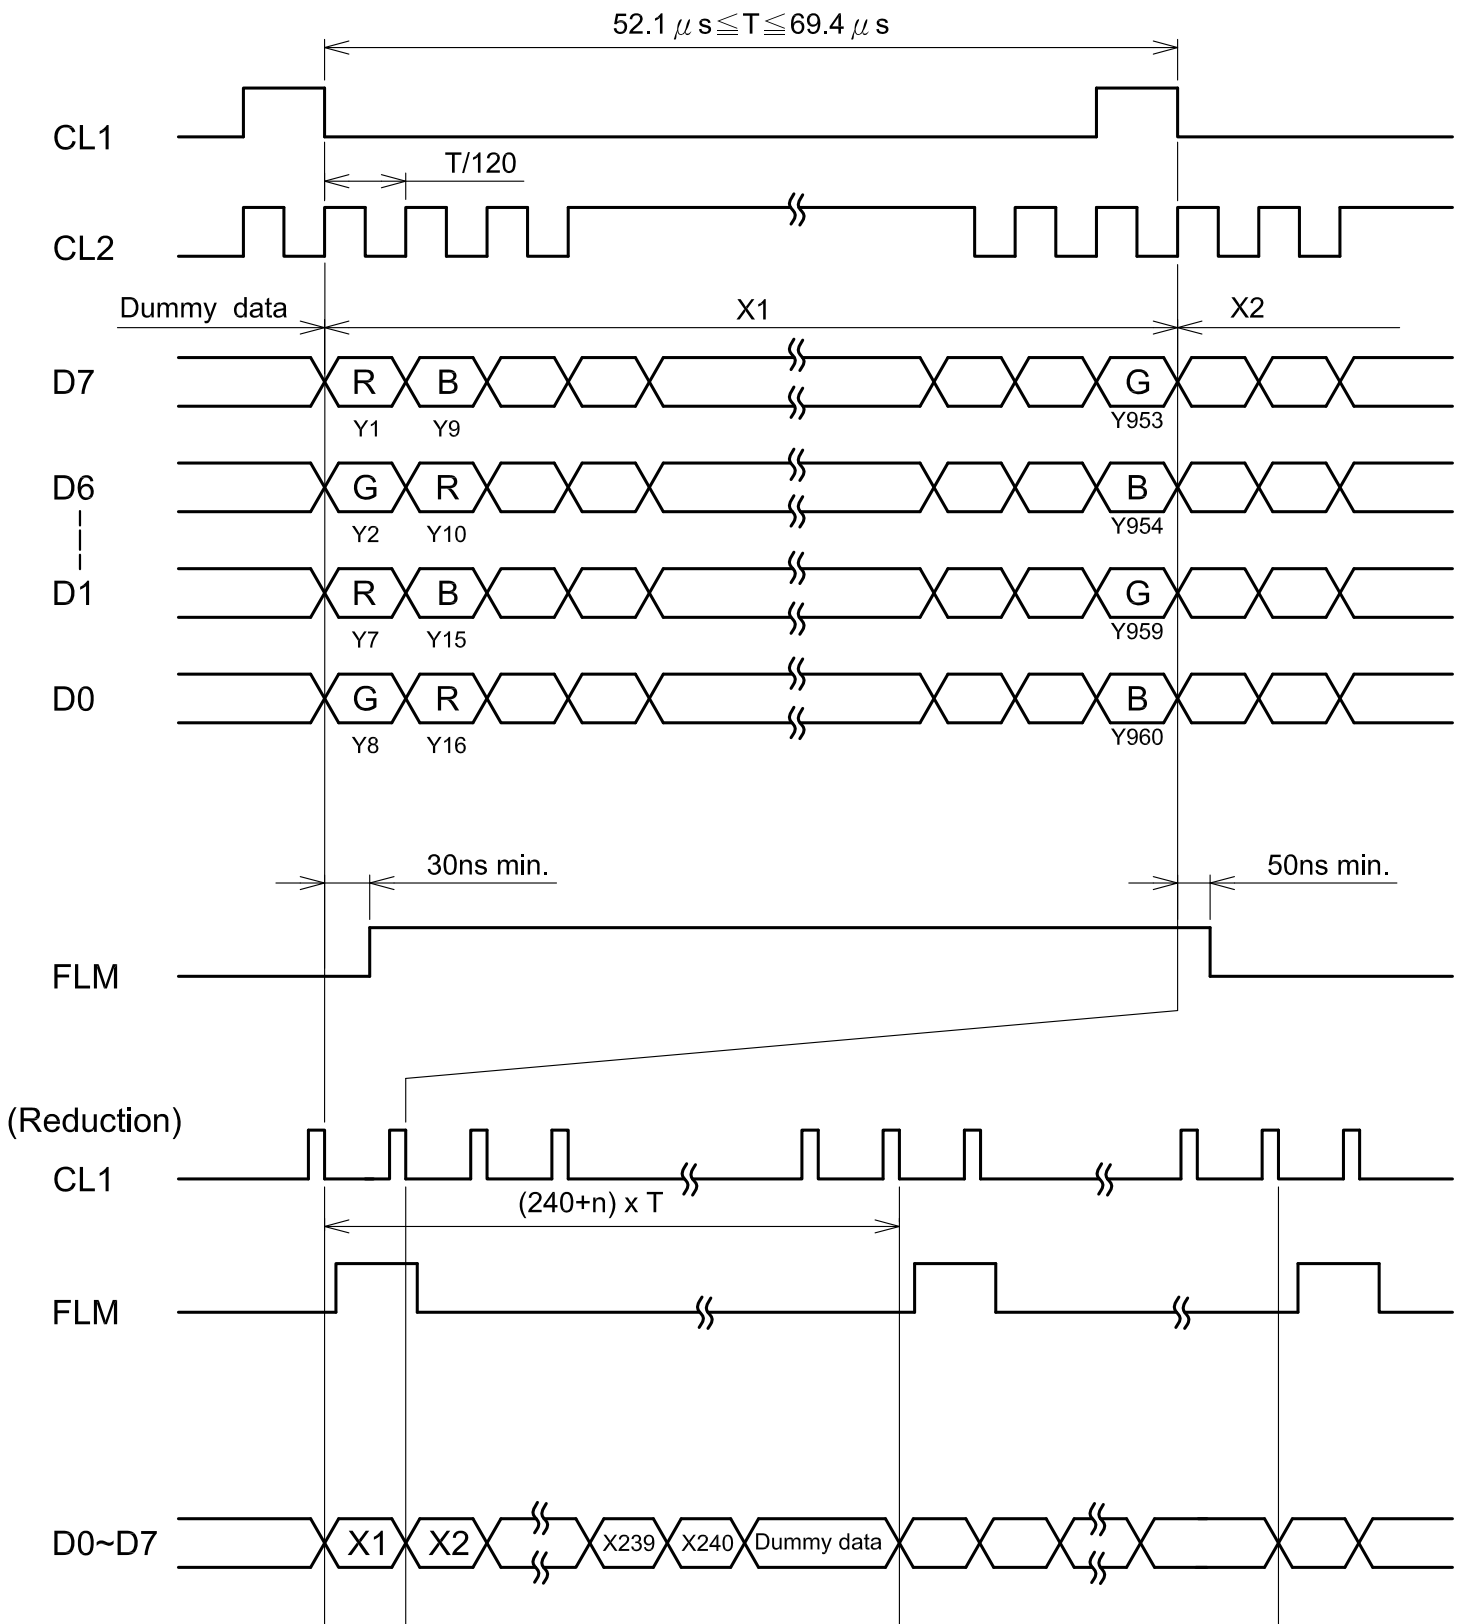 52.1 μs≦T≦69.4 μs
CL1
T/120
CL2
Dummy data
X1
X2
D7
R
B
G
Y1
Y9
Y953
D6
G
R
B
Y2
Y10
Y954
D1
R
B
G
Y7
Y15
Y959
D0
G
R
B
Y8
Y16
Y960
30ns min.
50ns min.
FLM
(Reduction)
CL1
(240+n) x T
FLM
D0~D7
X1
X2
X239
X240
Dummy data